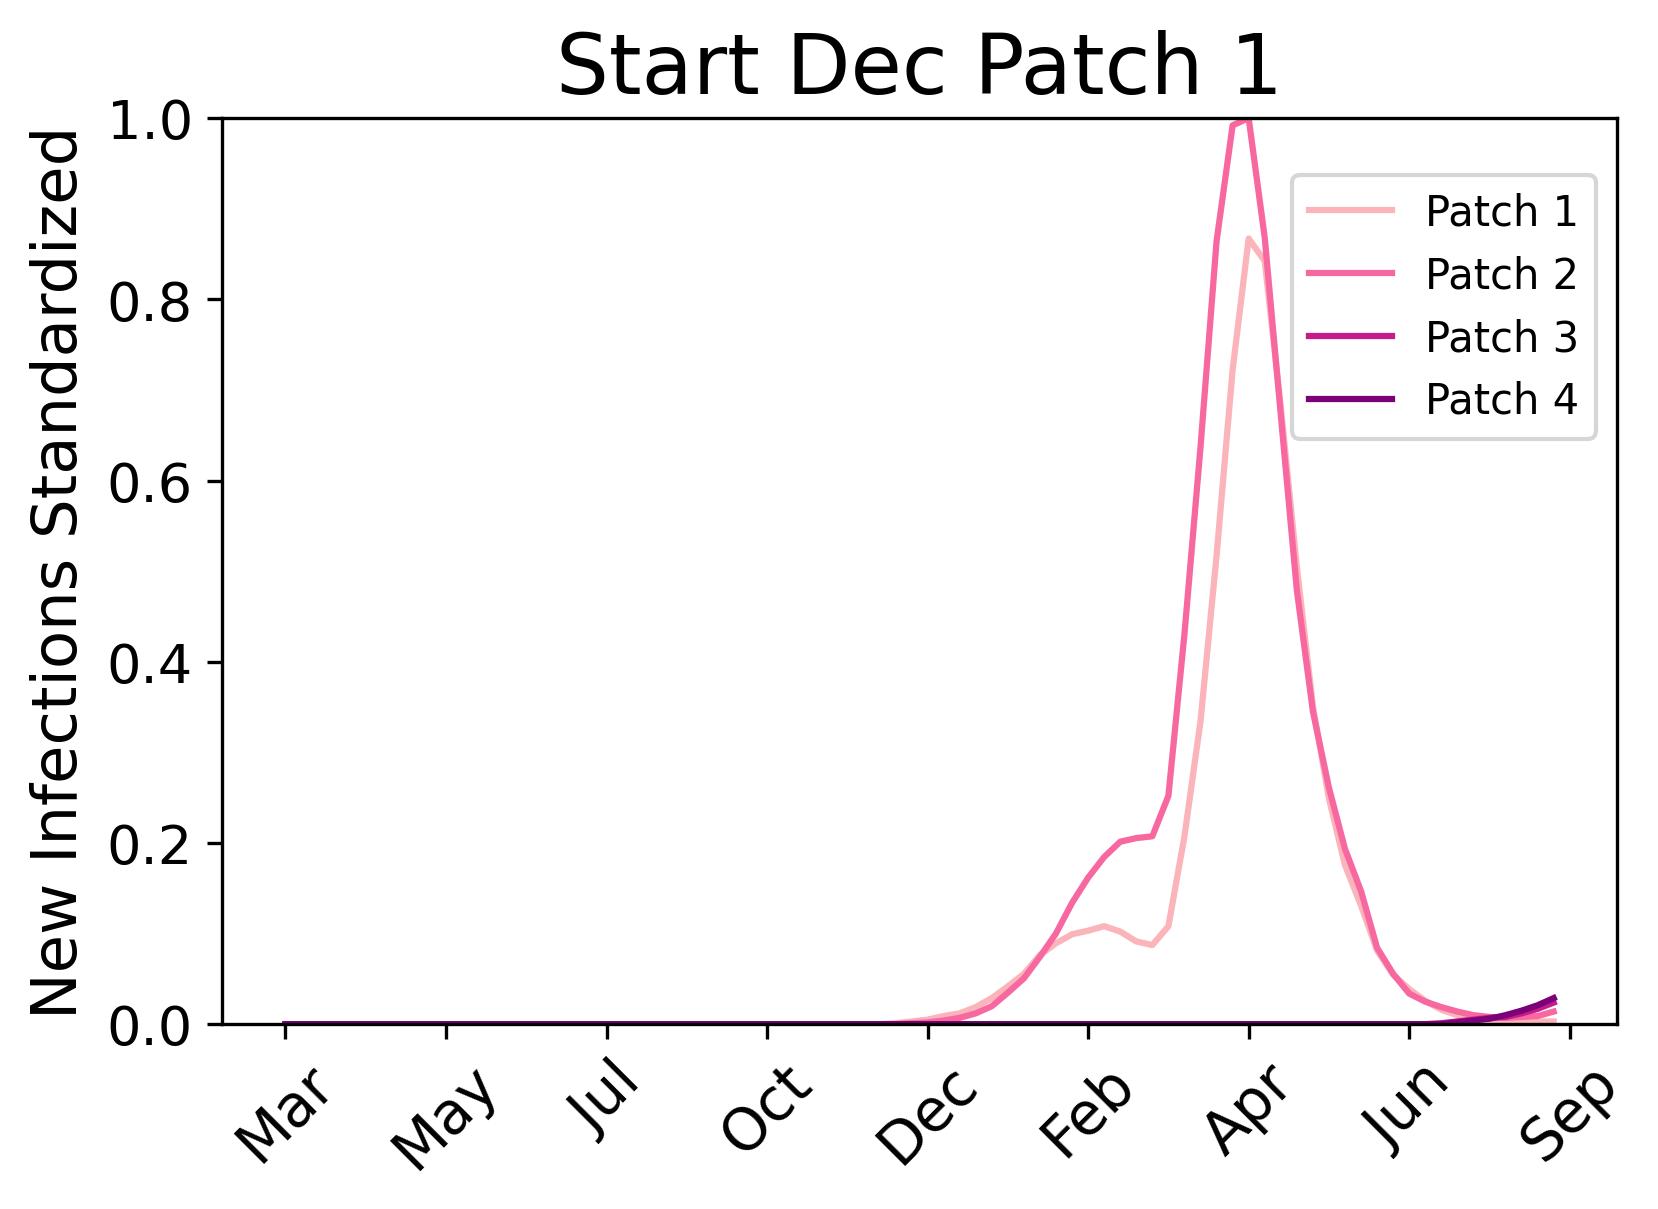 Start Dec Patch 1
New Infections Standardized
1.0
0.8
0.6
0.4
0.2
0.0
Patch 1
Patch 2
Patch 3
Patch 4
Mar
May
Jul
Oct
Dec
Feb
Apr
Jun
Sep